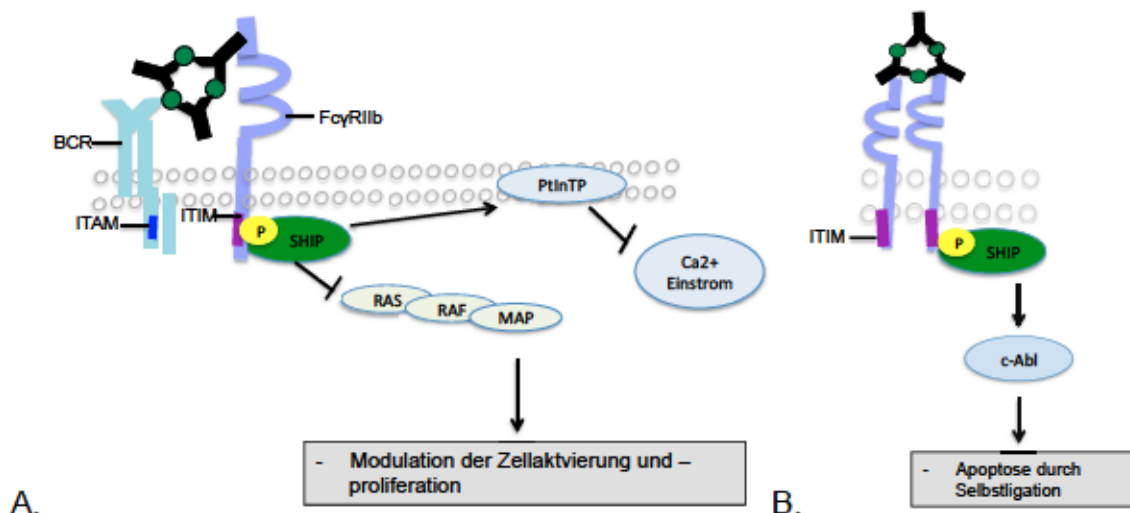 FcγRIIb
BCR
PtInTP
ITAM
ITIM
P
SHIP
Ca2+
Einstrom
RAS
RAF
MAP
- Modulation der Zellaktvierung und –
proliferation
A.
ITIM
P
SHIP
c-Abl
- Apoptose durch
Selbstligation
B.